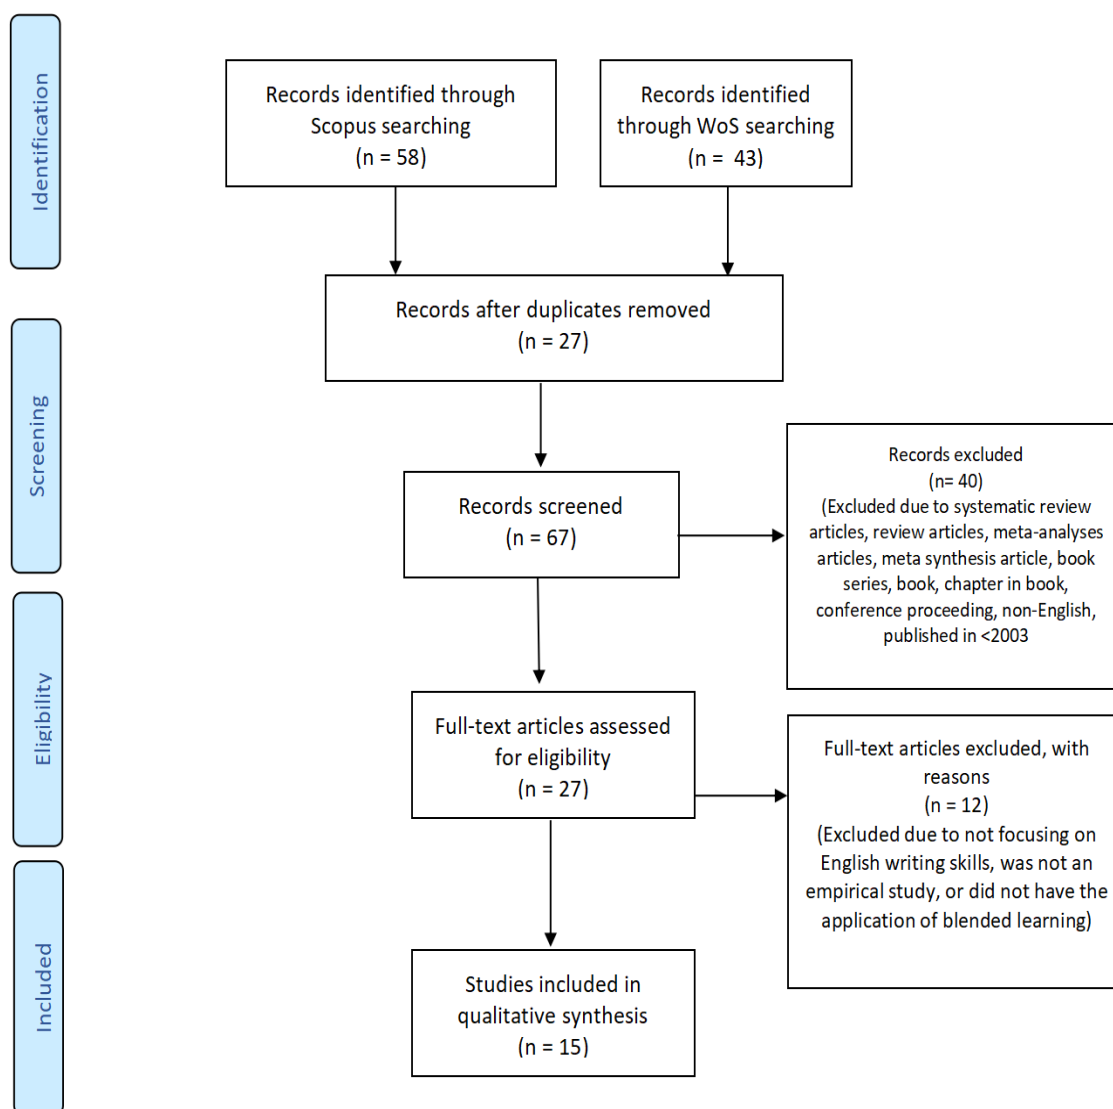 Identification
Records identified through
Scopus searching
(n = 58)
Records identified
through WoS searching
(n = 43)
Records after duplicates removed
(n = 27)
Screening
Records screened
(n = 67)
Records excluded
(n= 40)
(Excluded due to systematic review
articles, review articles, meta-analyses
articles, meta synthesis article, book
series, book, chapter in book,
conference proceeding, non-English,
published in <2003
Eligibility
Full-text articles assessed
for eligibility
(n = 27)
Full-text articles excluded, with
reasons
(n = 12)
(Excluded due to not focusing on
English writing skills, was not an
empirical study, or did not have the
application of blended learning)
Included
Studies included in
qualitative synthesis
(n = 15)